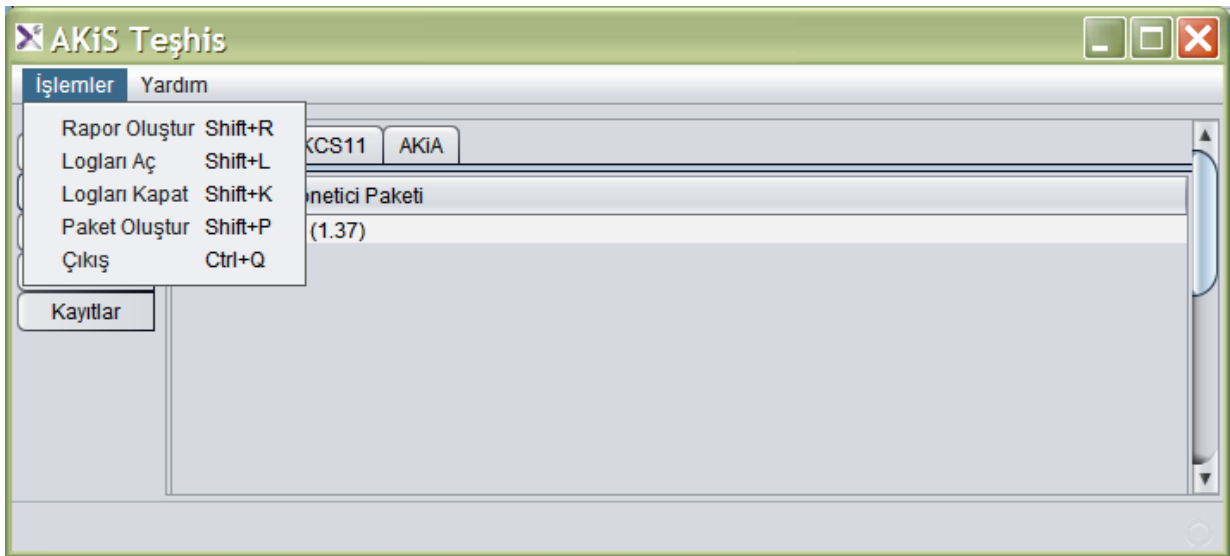 AKiS Teşhis
İşlemler Yardım
Rapor Oluştur Shift+R
Logları Aç Shift+L
Logları Kapat Shift+K
Paket Oluştur Shift+P
Çıkış Ctrl+Q
KCS11 AKiA
netici Paketi
(1.37)
Kayıtlar